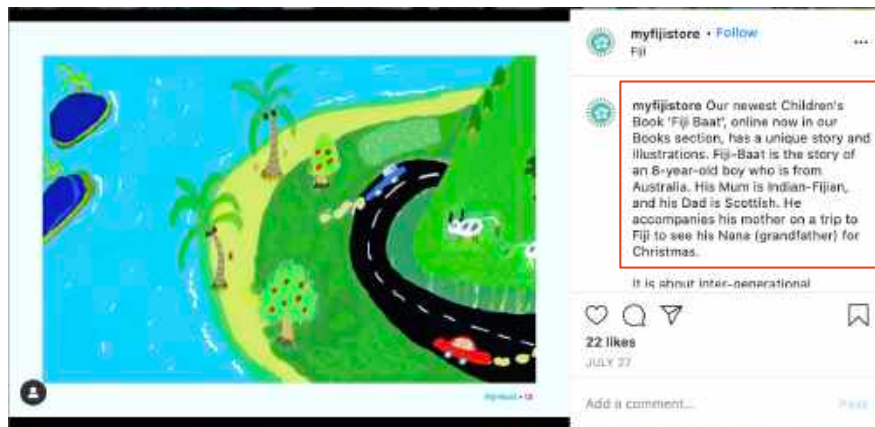 myfijistore • Follow
Fiji
myfijistore Our newest Children's
Book 'Fiji Baat', online now in our
Books section, has a unique story and
illustrations. Fiji-Baat is the story of
an 8-year-old boy who is from
Australia. His Mum is Indian-Fijian,
and his Dad is Scottish. He
accompanies his mother on a trip to
Fiji to see his Nana (grandfather) for
Christmas.
It is about inter-generational
22 likes
JULY 27
Add a comment...
Post